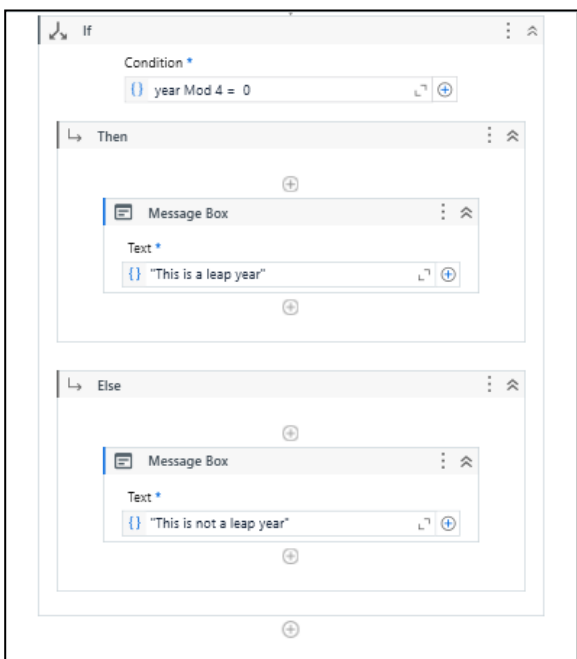 If
Condition *
{} year Mod 4 = 0
Then
Message Box
Text *
{} "This is a leap year"
Else
Message Box
Text *
{} "This is not a leap year"